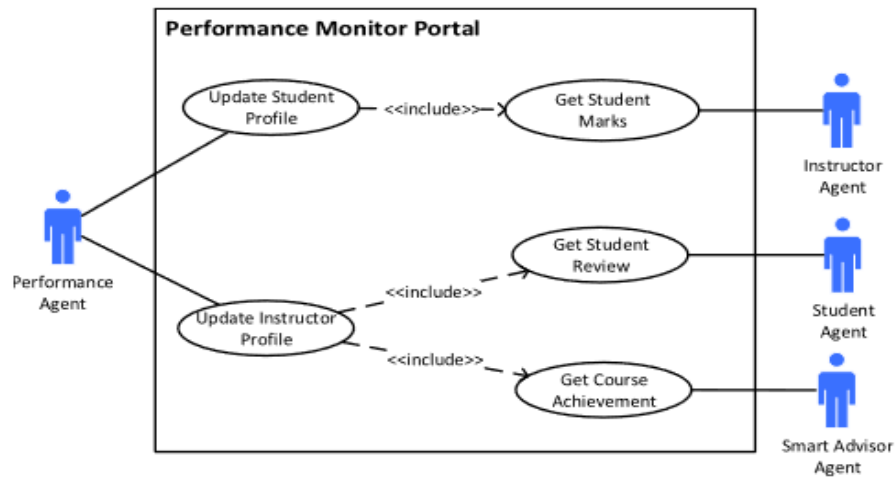 Performance Monitor Portal
Update Student
Profile
<<include>>
Get Student
Marks
Instructor
Agent
Performance
Agent
Get Student
Review
<<include>>
Student
Agent
Update Instructor
Profile
<<include>>
Get Course
Achievement
Smart Advisor
Agent